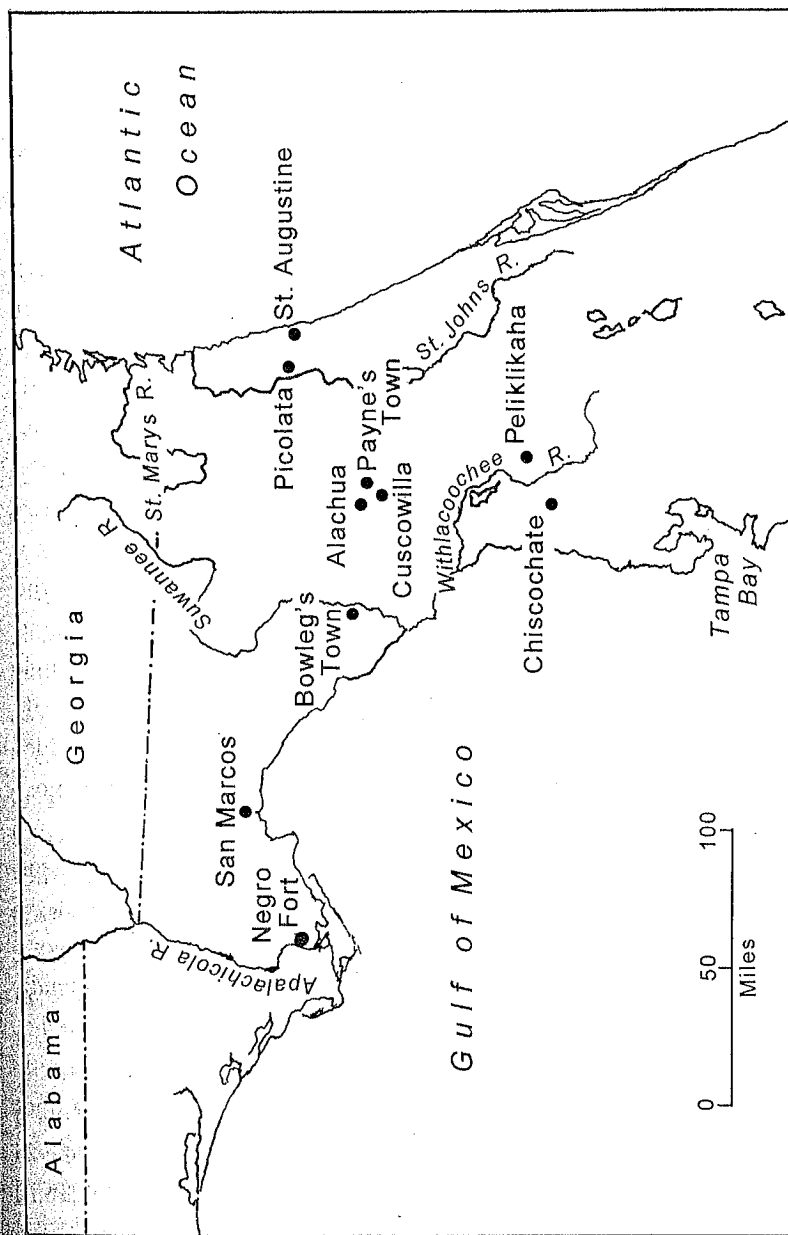 Alabama
Georgia
Atlantic
Ocean
St. Marys R.
Suwannee R.
Apalachicola R.
San Marcos
Negro
Fort
Picolata
St. Augustine
Alachua
Payne's
Town
Cuscowilla
Bowleg's
Town
St. Johns R.
Withlacoochee R.
Peliklikaha
Chiscochate
Tampa
Bay
Gulf of Mexico
0
50
100
Miles